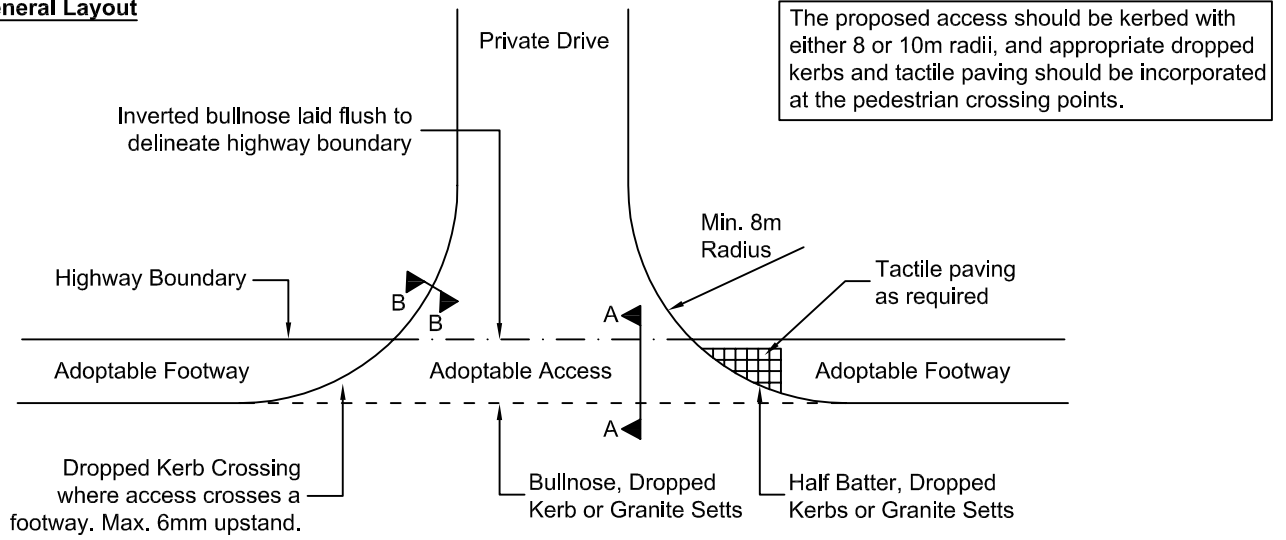 eneral Layout
Private Drive
The proposed access should be kerbed with
either 8 or 10m radii, and appropriate dropped
kerbs and tactile paving should be incorporated
at the pedestrian crossing points.
Inverted bullnose laid flush to
delineate highway boundary
Min. 8m
Radius
Highway Boundary
Tactile paving
as required
B
B
A
Adoptable Footway
Adoptable Access
Adoptable Footway
A
Dropped Kerb Crossing
where access crosses a
footway. Max. 6mm upstand.
Bullnose, Dropped
Kerb or Granite Setts
Half Batter, Dropped
Kerbs or Granite Setts